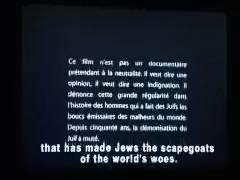 Ce film n'est pas un documentaire
prétendant à la neutralité. Il veut dire une
opinion, il veut dire une indignation. Il
dénonce cette grande régularité dans
l'histoire des hommes qui a fait des Juifs les
boucs émissaires des malheurs du monde.
Depuis cinquante ans, la démonisation du
Juif a muté.
that has made Jews the scapegoats
of the world's woes.